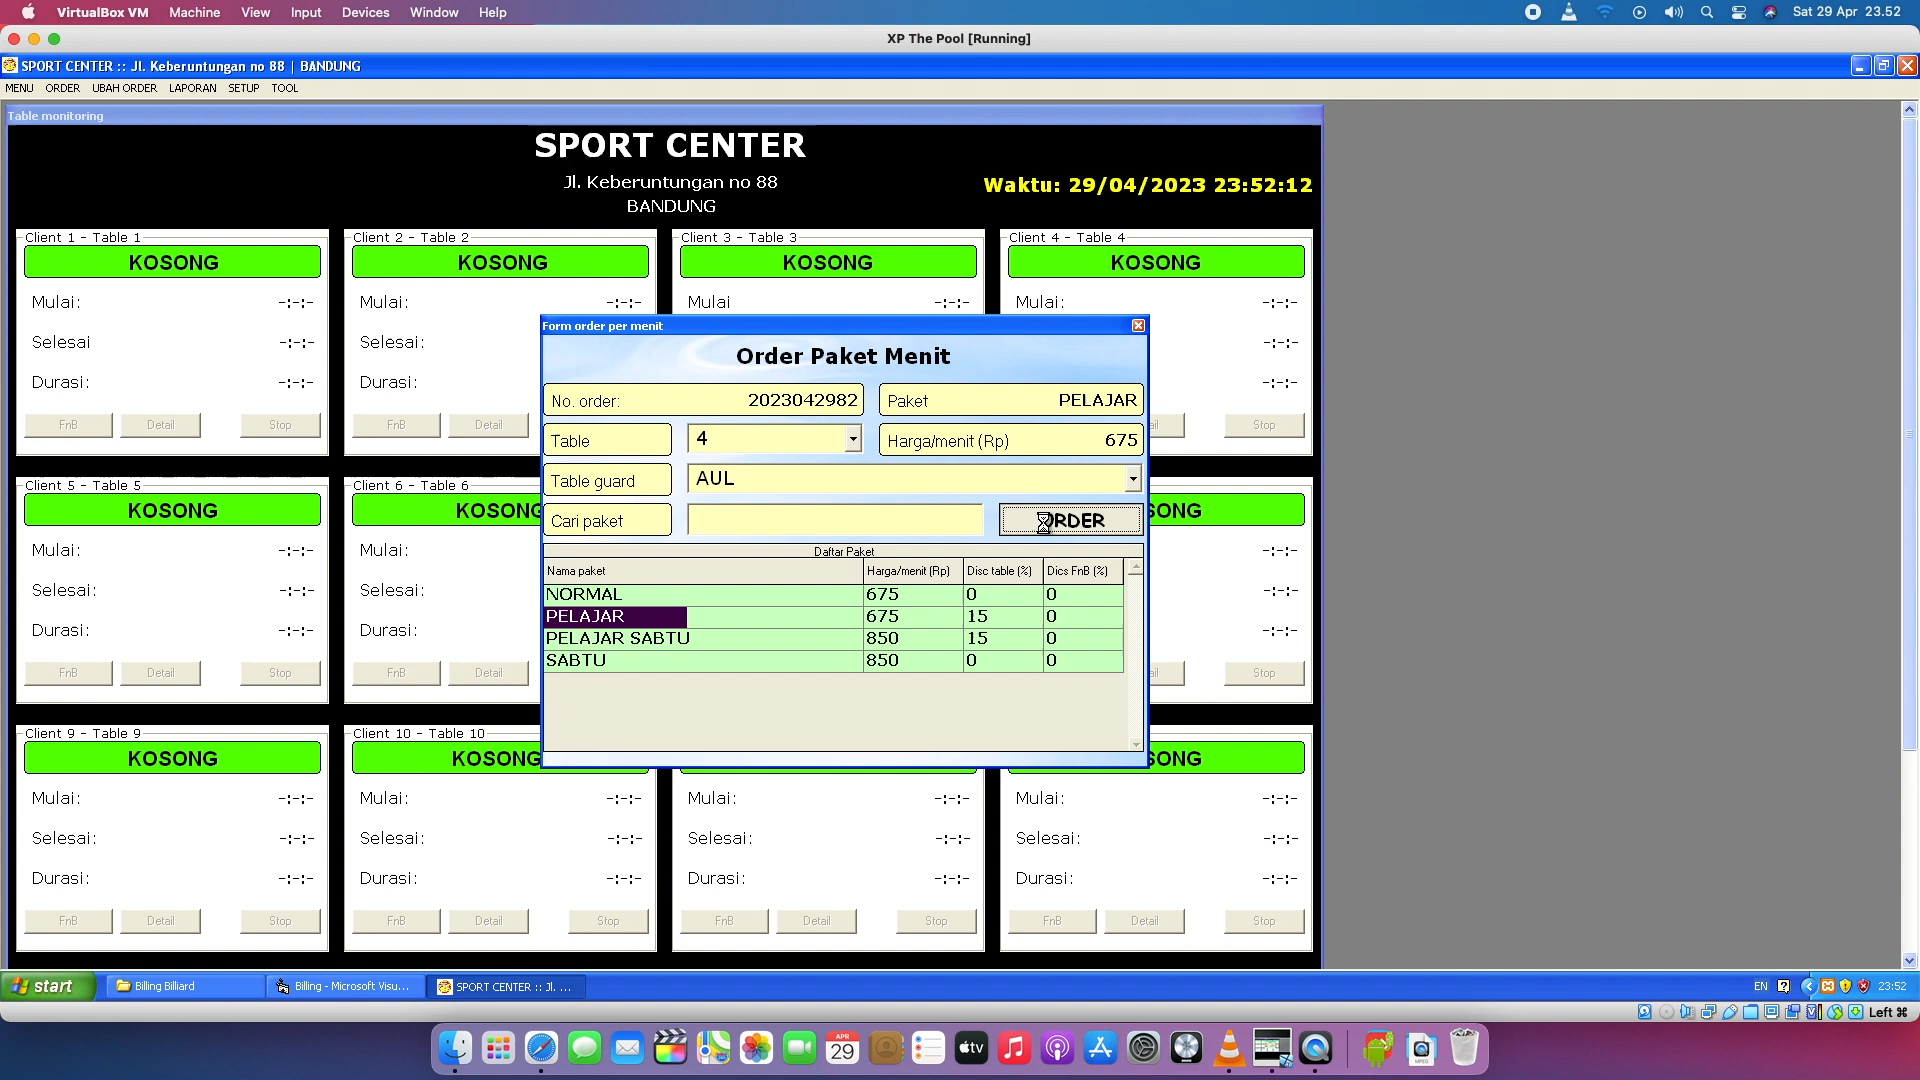 VirtualBox VM Machine View Input Devices Window Help Sat 29 Apr 23.52
XP The Pool [Running]
SPORT CENTER :: Jl. Keberuntungan no 88 | BANDUNG
MENU ORDER UBAH ORDER LAPORAN SETUP TOOL
Table monitoring
SPORT CENTER
Jl. Keberuntungan no 88
BANDUNG
Waktu: 29/04/2023 23:52:12
Client 1 - Table 1
KOSONG
Mulai: -:-:-
Selesai -:-:-
Durasi: -:-:-
FnB Detail Stop
Client 2 - Table 2
KOSONG
Mulai: -:-:-
Selesai:
Durasi:
FnB Detail
Client 3 - Table 3
KOSONG
Mulai -:-:-
Client 4 - Table 4
KOSONG
Mulai: -:-:-
-:-:-
-:-:-
ail Stop
Form order per menit
Order Paket Menit
No. order: 2023042982
Paket PELAJAR
Table 4
Harga/menit (Rp) 675
Table guard AUL
Cari paket
ORDER
Daftar Paket
Nama paket Harga/menit (Rp) Disc table (%) Dics FnB (%)
NORMAL 675 0 0
PELAJAR 675 15 0
PELAJAR SABTU 850 15 0
SABTU 850 0 0
Client 5 - Table 5
KOSONG
Mulai: -:-:-
Selesai: -:-:-
Durasi: -:-:-
FnB Detail Stop
Client 6 - Table 6
KOSONG
Mulai:
Selesai:
Durasi:
FnB Detail
SONG
-:-:-
-:-:-
-:-:-
ail Stop
Client 9 - Table 9
KOSONG
Mulai: -:-:-
Selesai: -:-:-
Durasi: -:-:-
FnB Detail Stop
Client 10 - Table 10
KOSONG
Mulai: -:-:-
Selesai: -:-:-
Durasi: -:-:-
FnB Detail Stop
Mulai: -:-:-
Selesai: -:-:-
Durasi: -:-:-
FnB Detail Stop
SONG
Mulai: -:-:-
Selesai: -:-:-
Durasi: -:-:-
FnB Detail Stop
start Billing Billiard Billing - Microsoft Visu... SPORT CENTER :: Jl. ... EN 23:52
Left ⌘
APR
29
tv